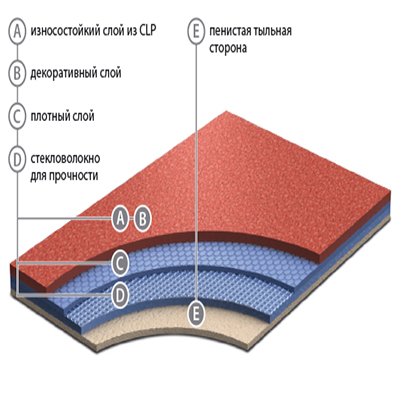 A износостойкий слой из CLP
B декоративный слой
C плотный слой
D стекловолокно
для прочности
E пенистая тыльная
сторона
A B
C
D
E